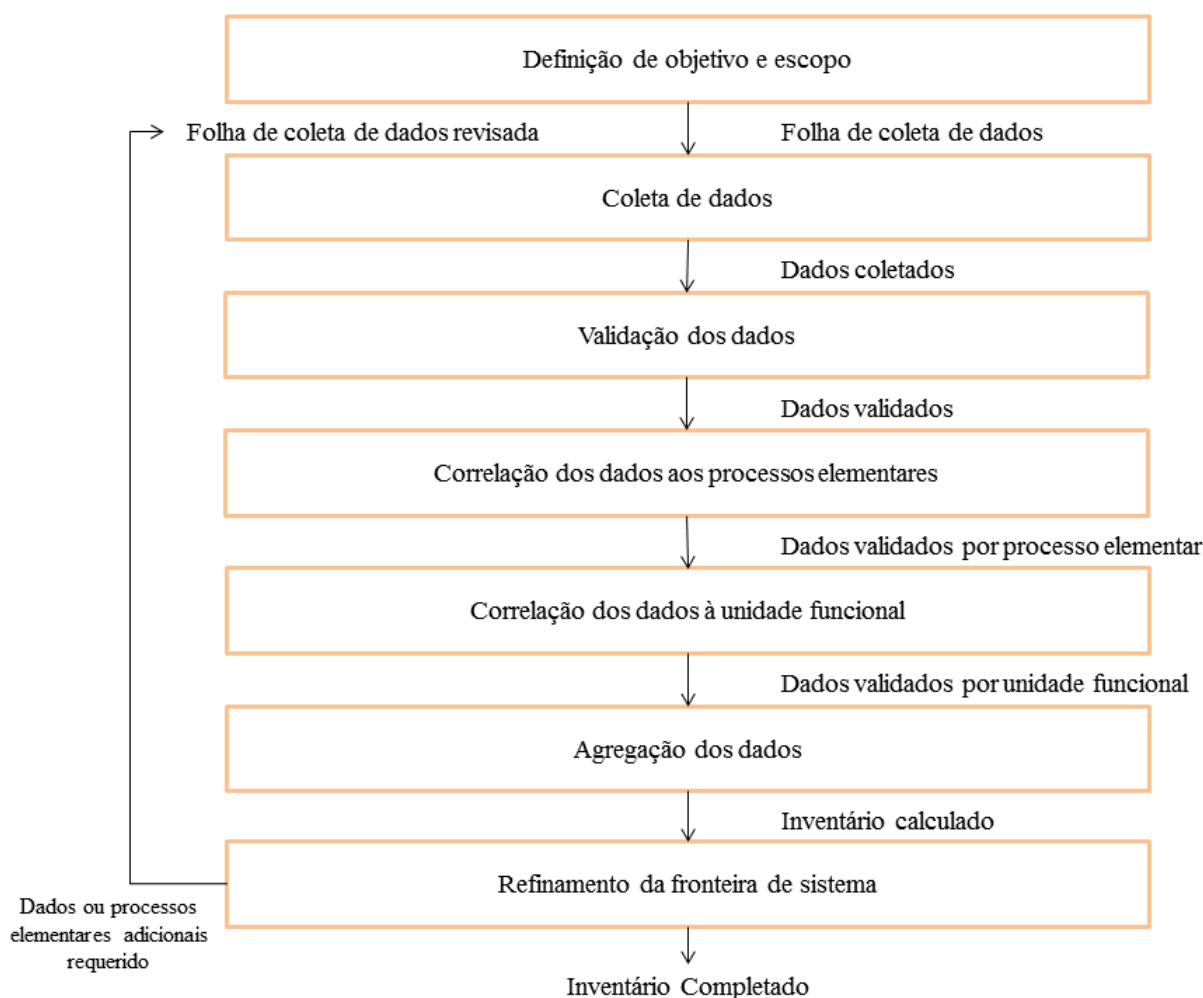 Definição de objetivo e escopo
Folha de coleta de dados revisada
Folha de coleta de dados
Coleta de dados
Dados coletados
Validação dos dados
Dados validados
Correlação dos dados aos processos elementares
Dados validados por processo elementar
Correlação dos dados à unidade funcional
Dados validados por unidade funcional
Agregação dos dados
Inventário calculado
Refinamento da fronteira de sistema
Dados ou processos
elementares adicionais
requerido
Inventário Completado